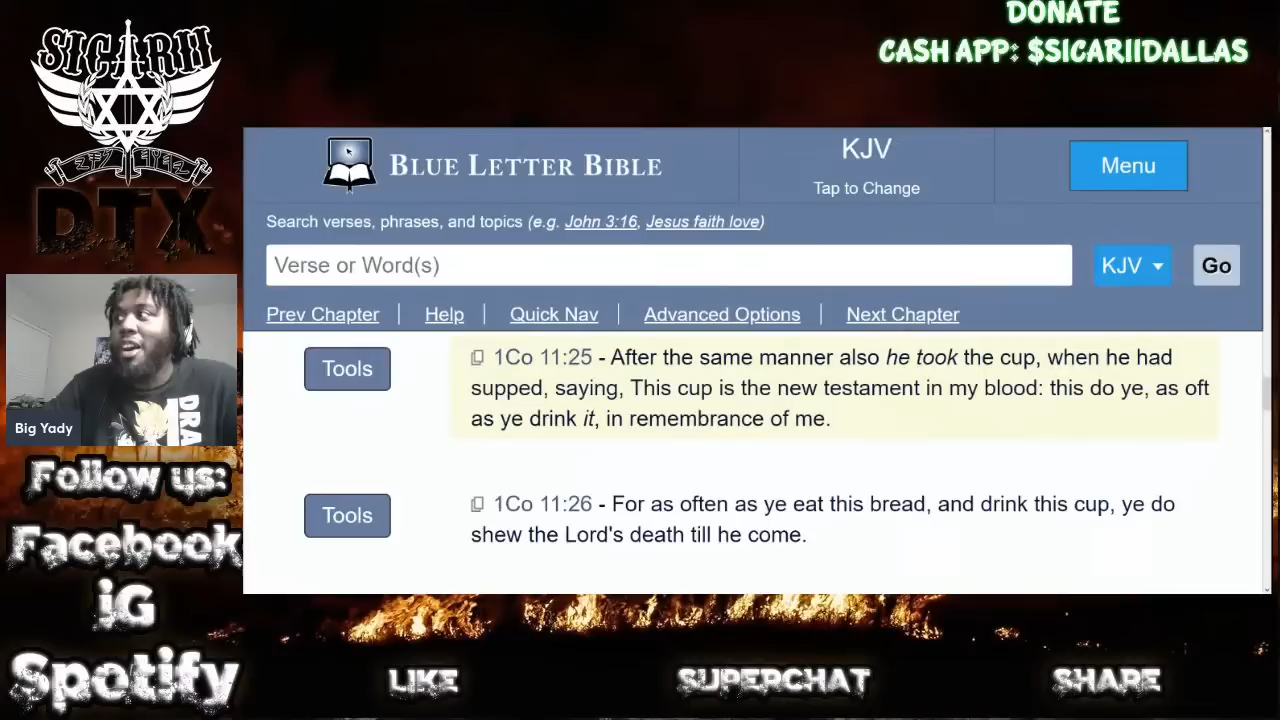 SICARII
DTX
DONATE
CASH APP: $SICARIIDALLAS
BLUE LETTER BIBLE
KJV
Tap to Change
Menu
Search verses, phrases, and topics (e.g. John 3:16, Jesus faith love)
Verse or Word(s)
KJV
Go
Prev Chapter
Help
Quick Nav
Advanced Options
Next Chapter
Tools
1Co 11:25 - After the same manner also he took the cup, when he had
supped, saying, This cup is the new testament in my blood: this do ye, as oft
as ye drink it, in remembrance of me.
Tools
1Co 11:26 - For as often as ye eat this bread, and drink this cup, ye do
shew the Lord's death till he come.
Big Yady
DRA
Follow us:
Facebook
iG
Spotify
LIKE
SUPERCHAT
SHARE